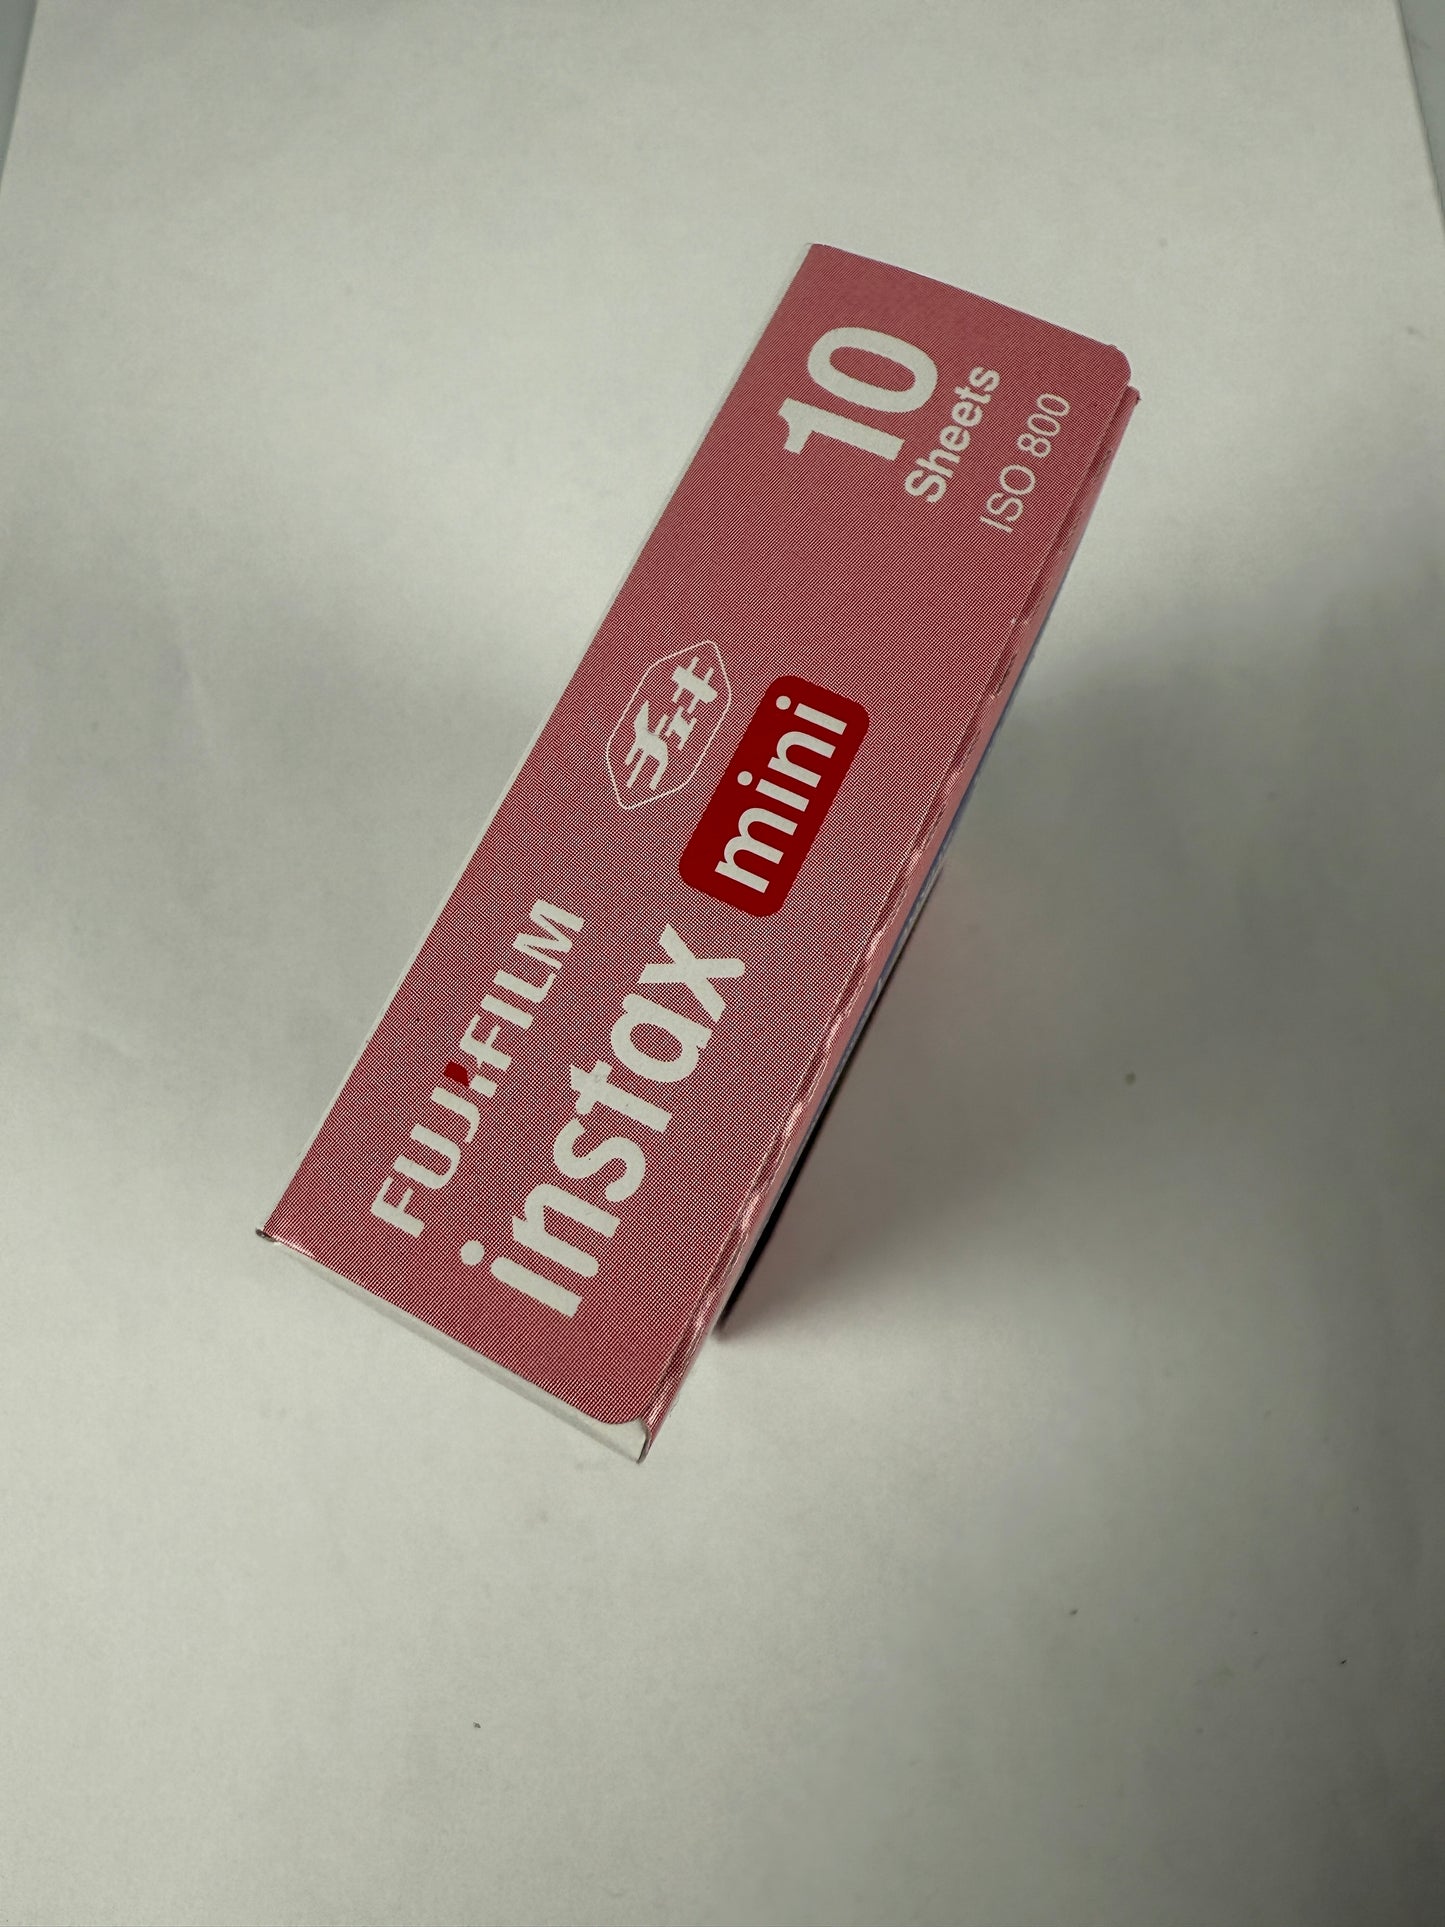 FUJIFILM
instax mini
チェキ
10
Sheets
ISO 800